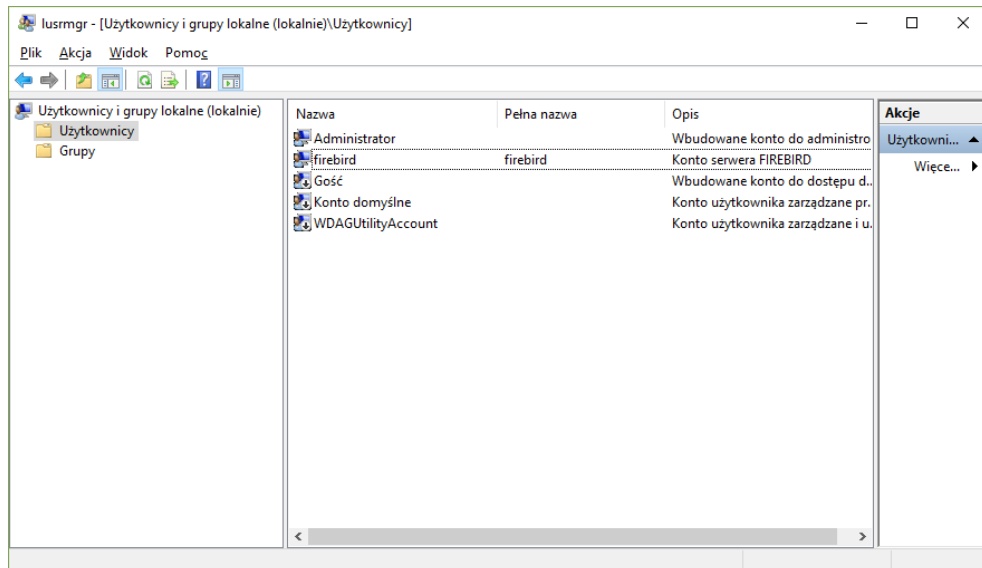 lusrmgr - [Użytkownicy i grupy lokalne (lokalnie)\Użytkownicy]
Plik Akcja Widok Pomoc
Użytkownicy i grupy lokalne (lokalnie)
Użytkownicy
Grupy
Nazwa Pełna nazwa Opis
Administrator Wbudowane konto do administro
firebird firebird Konto serwera FIREBIRD
Gość Wbudowane konto do dostępu d..
Konto domyślne Konto użytkownika zarządzane pr.
WDAGUtilityAccount Konto użytkownika zarządzane i u.
Akcje
Użytkowni...
Więce...